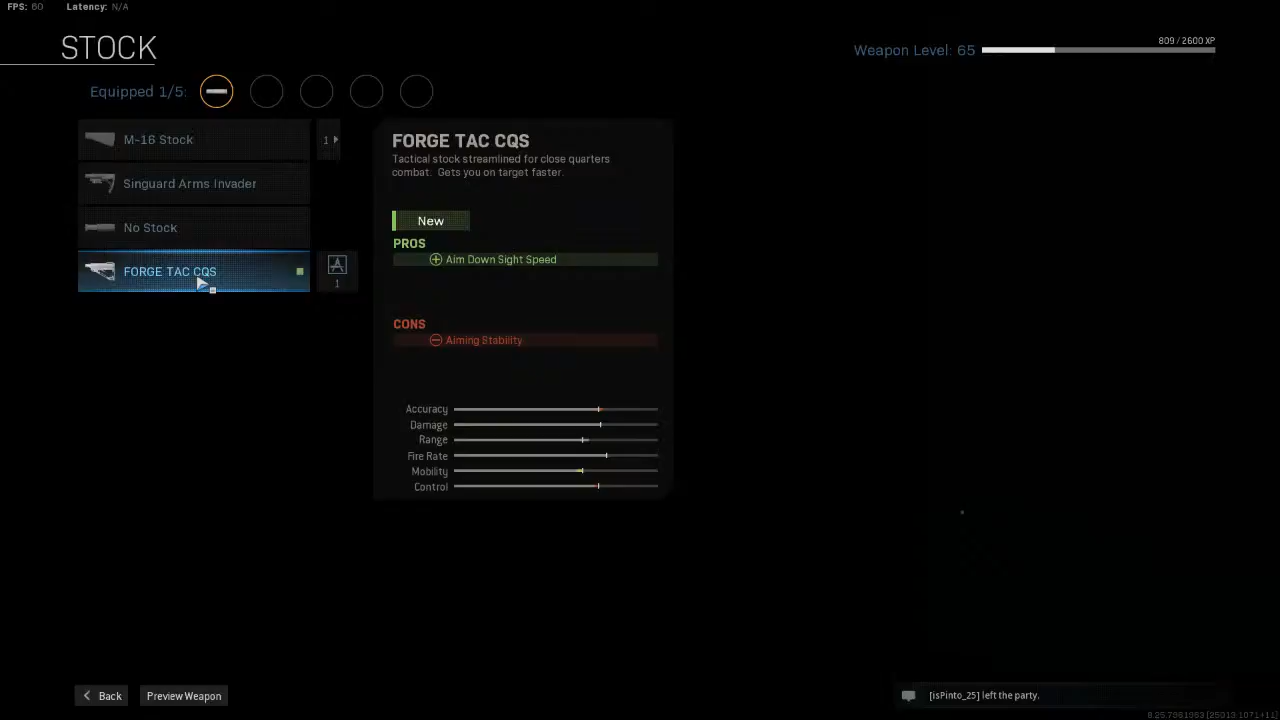 FPS: 60
Latency: N/A
STOCK
Weapon Level: 65
809 / 2600 XP
Equipped 1/5:
M-16 Stock
1
Singuard Arms Invader
No Stock
FORGE TAC CQS
1
FORGE TAC CQS
Tactical stock streamlined for close quarters
combat. Gets you on target faster.
New
PROS
Aim Down Sight Speed
CONS
Aiming Stability
Accuracy
Damage
Range
Fire Rate
Mobility
Control
Back
Preview Weapon
[isPinto_25] left the party.